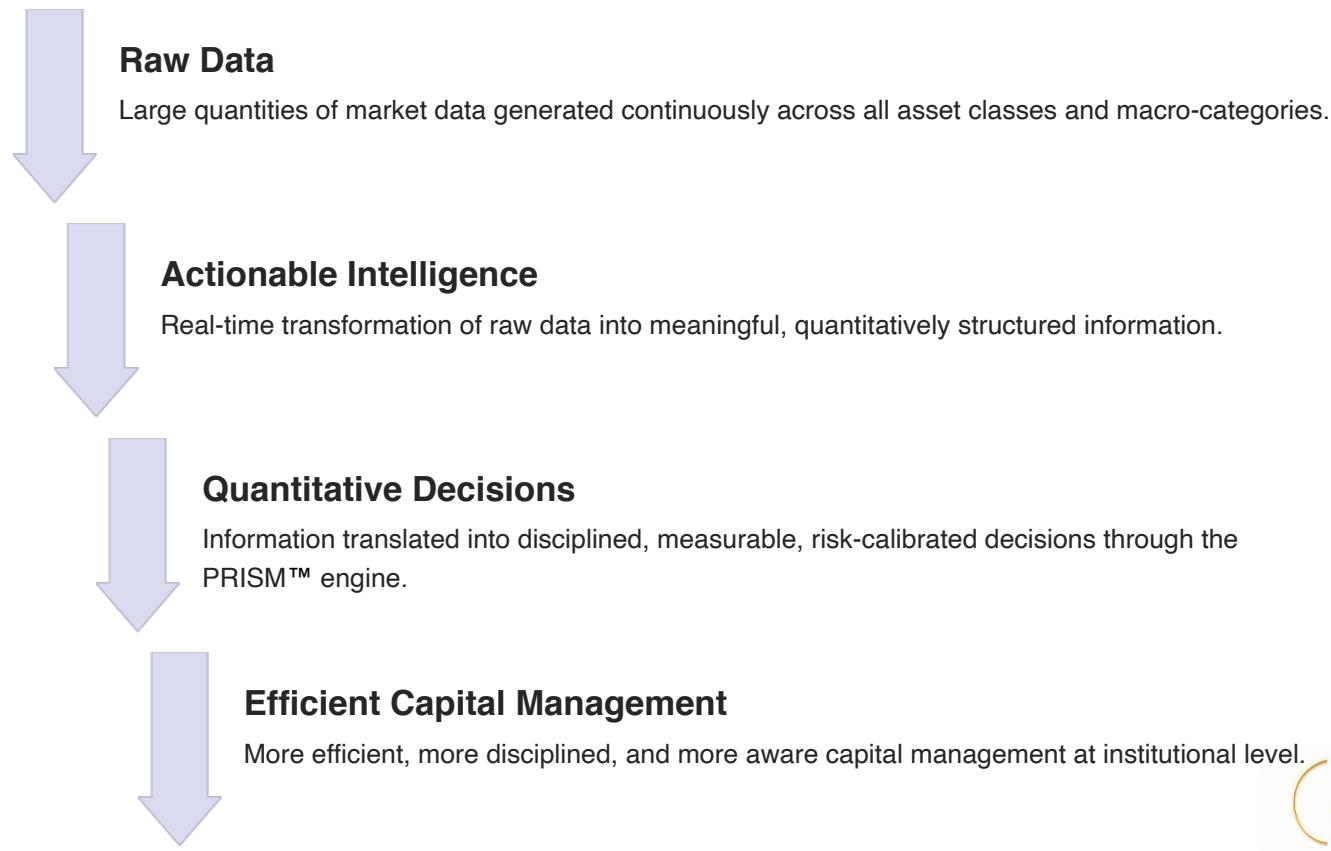 Raw Data
Large quantities of market data generated continuously across all asset classes and macro-categories.
Actionable Intelligence
Real-time transformation of raw data into meaningful, quantitatively structured information.
Quantitative Decisions
Information translated into disciplined, measurable, risk-calibrated decisions through the
PRISM™ engine.
Efficient Capital Management
More efficient, more disciplined, and more aware capital management at institutional level.